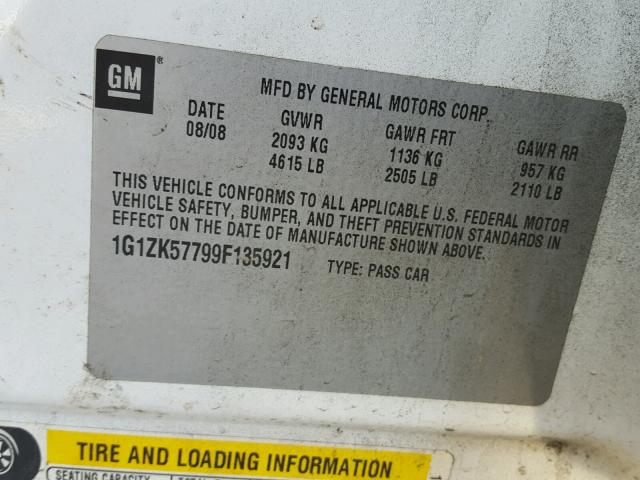 GM®
MFD BY GENERAL MOTORS CORP.
DATE GVWR GAWR FRT GAWR RR
08/08 2093 KG 1136 KG 957 KG
4615 LB 2505 LB 2110 LB
THIS VEHICLE CONFORMS TO ALL APPLICABLE U.S. FEDERAL MOTOR
VEHICLE SAFETY, BUMPER, AND THEFT PREVENTION STANDARDS IN
EFFECT ON THE DATE OF MANUFACTURE SHOWN ABOVE.
1G1ZK57799F135921 TYPE: PASS CAR
TIRE AND LOADING INFORMATION
SEATING CAPACITY